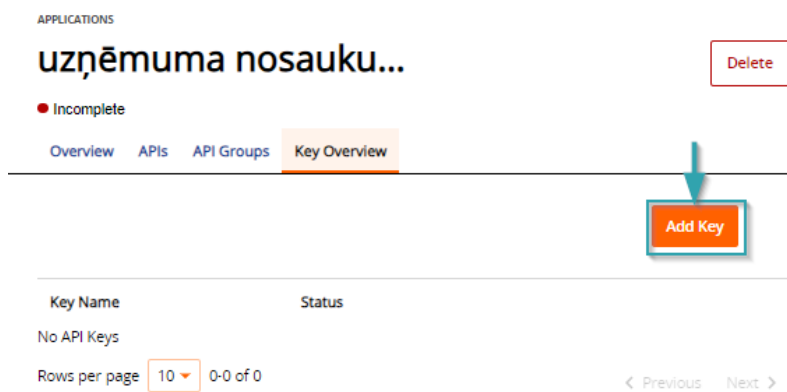 APPLICATIONS
uzņēmuma nosauku...
Delete
Incomplete
Overview APIs API Groups Key Overview
Add Key
Key Name Status
No API Keys
Rows per page 10 0-0 of 0 Previous Next